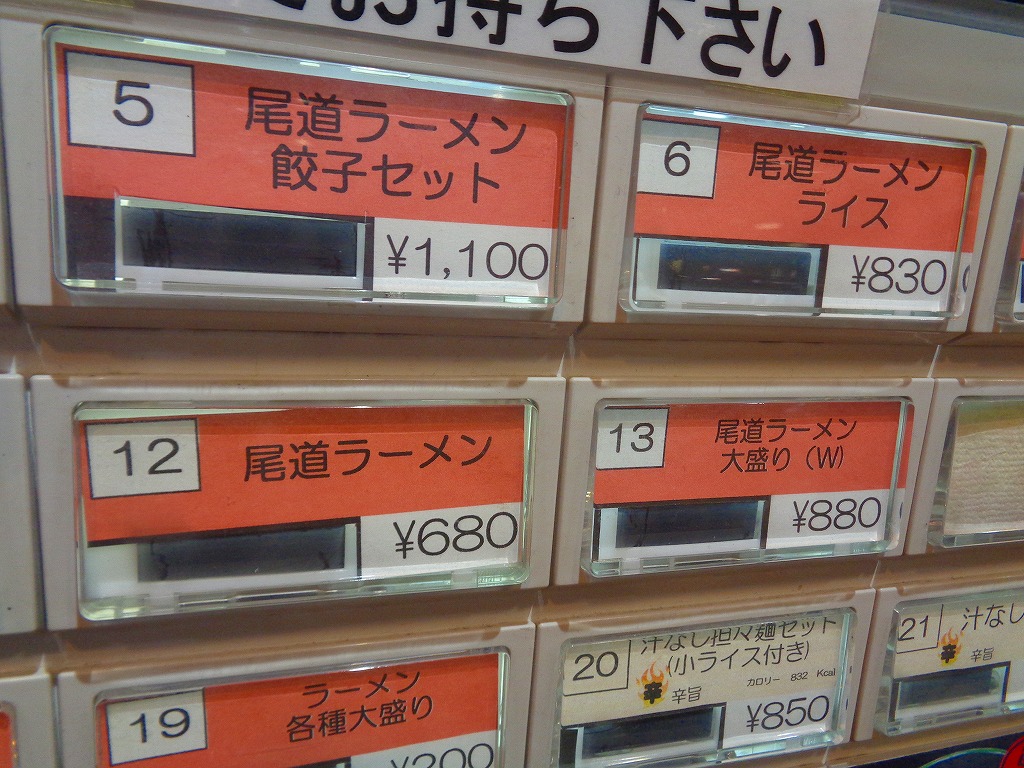 お持ち下さい
5
尾道ラーメン
餃子セット
¥1,100
6
尾道ラーメン
ライス
¥830
12
尾道ラーメン
¥680
13
尾道ラーメン
大盛り(W)
¥880
19
ラーメン
各種大盛り
¥200
20
汁なし担々麺セット
(小ライス付き)
カロリー 832 Kcal
辛
辛旨
¥850
21
汁なし
辛
辛旨